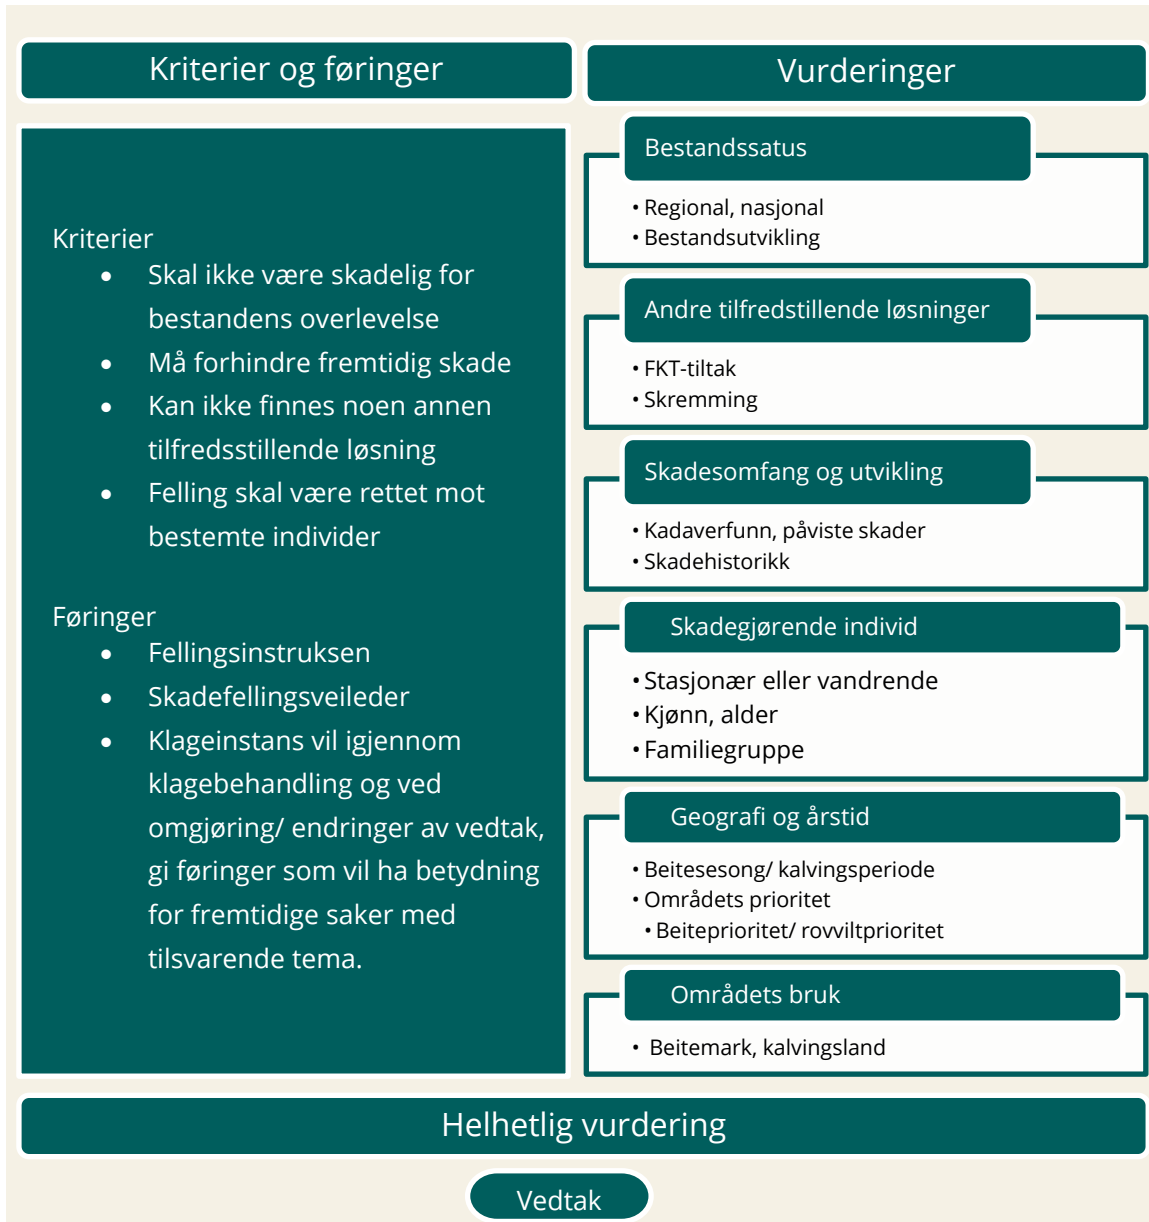 Kriterier og føringer
Kriterier
• Skal ikke være skadelig for
bestandens overlevelse
• Må forhindre fremtidig skade
• Kan ikke finnes noen annen
tilfredsstillende løsning
• Felling skal være rettet mot
bestemte individer
Føringer
• Fellingsinstruksen
• Skadefellingsveileder
• Klageinstans vil igjennom
klagebehandling og ved
omgjøring/ endringer av vedtak,
gi føringer som vil ha betydning
for fremtidige saker med
tilsvarende tema.
Vurderinger
Bestandssatus
• Regional, nasjonal
• Bestandsutvikling
Andre tilfredstillende løsninger
• FKT-tiltak
• Skremming
Skadesomfang og utvikling
• Kadaverfunn, påviste skader
• Skadehistorikk
Skadegjørende individ
• Stasjonær eller vandrende
• Kjønn, alder
• Familiegruppe
Geografi og årstid
• Beitesesong/ kalvingsperiode
• Områdets prioritet
• Beiteprioritet/ rovviltprioritet
Områdets bruk
• Beitemark, kalvingsland
Helhetlig vurdering
Vedtak